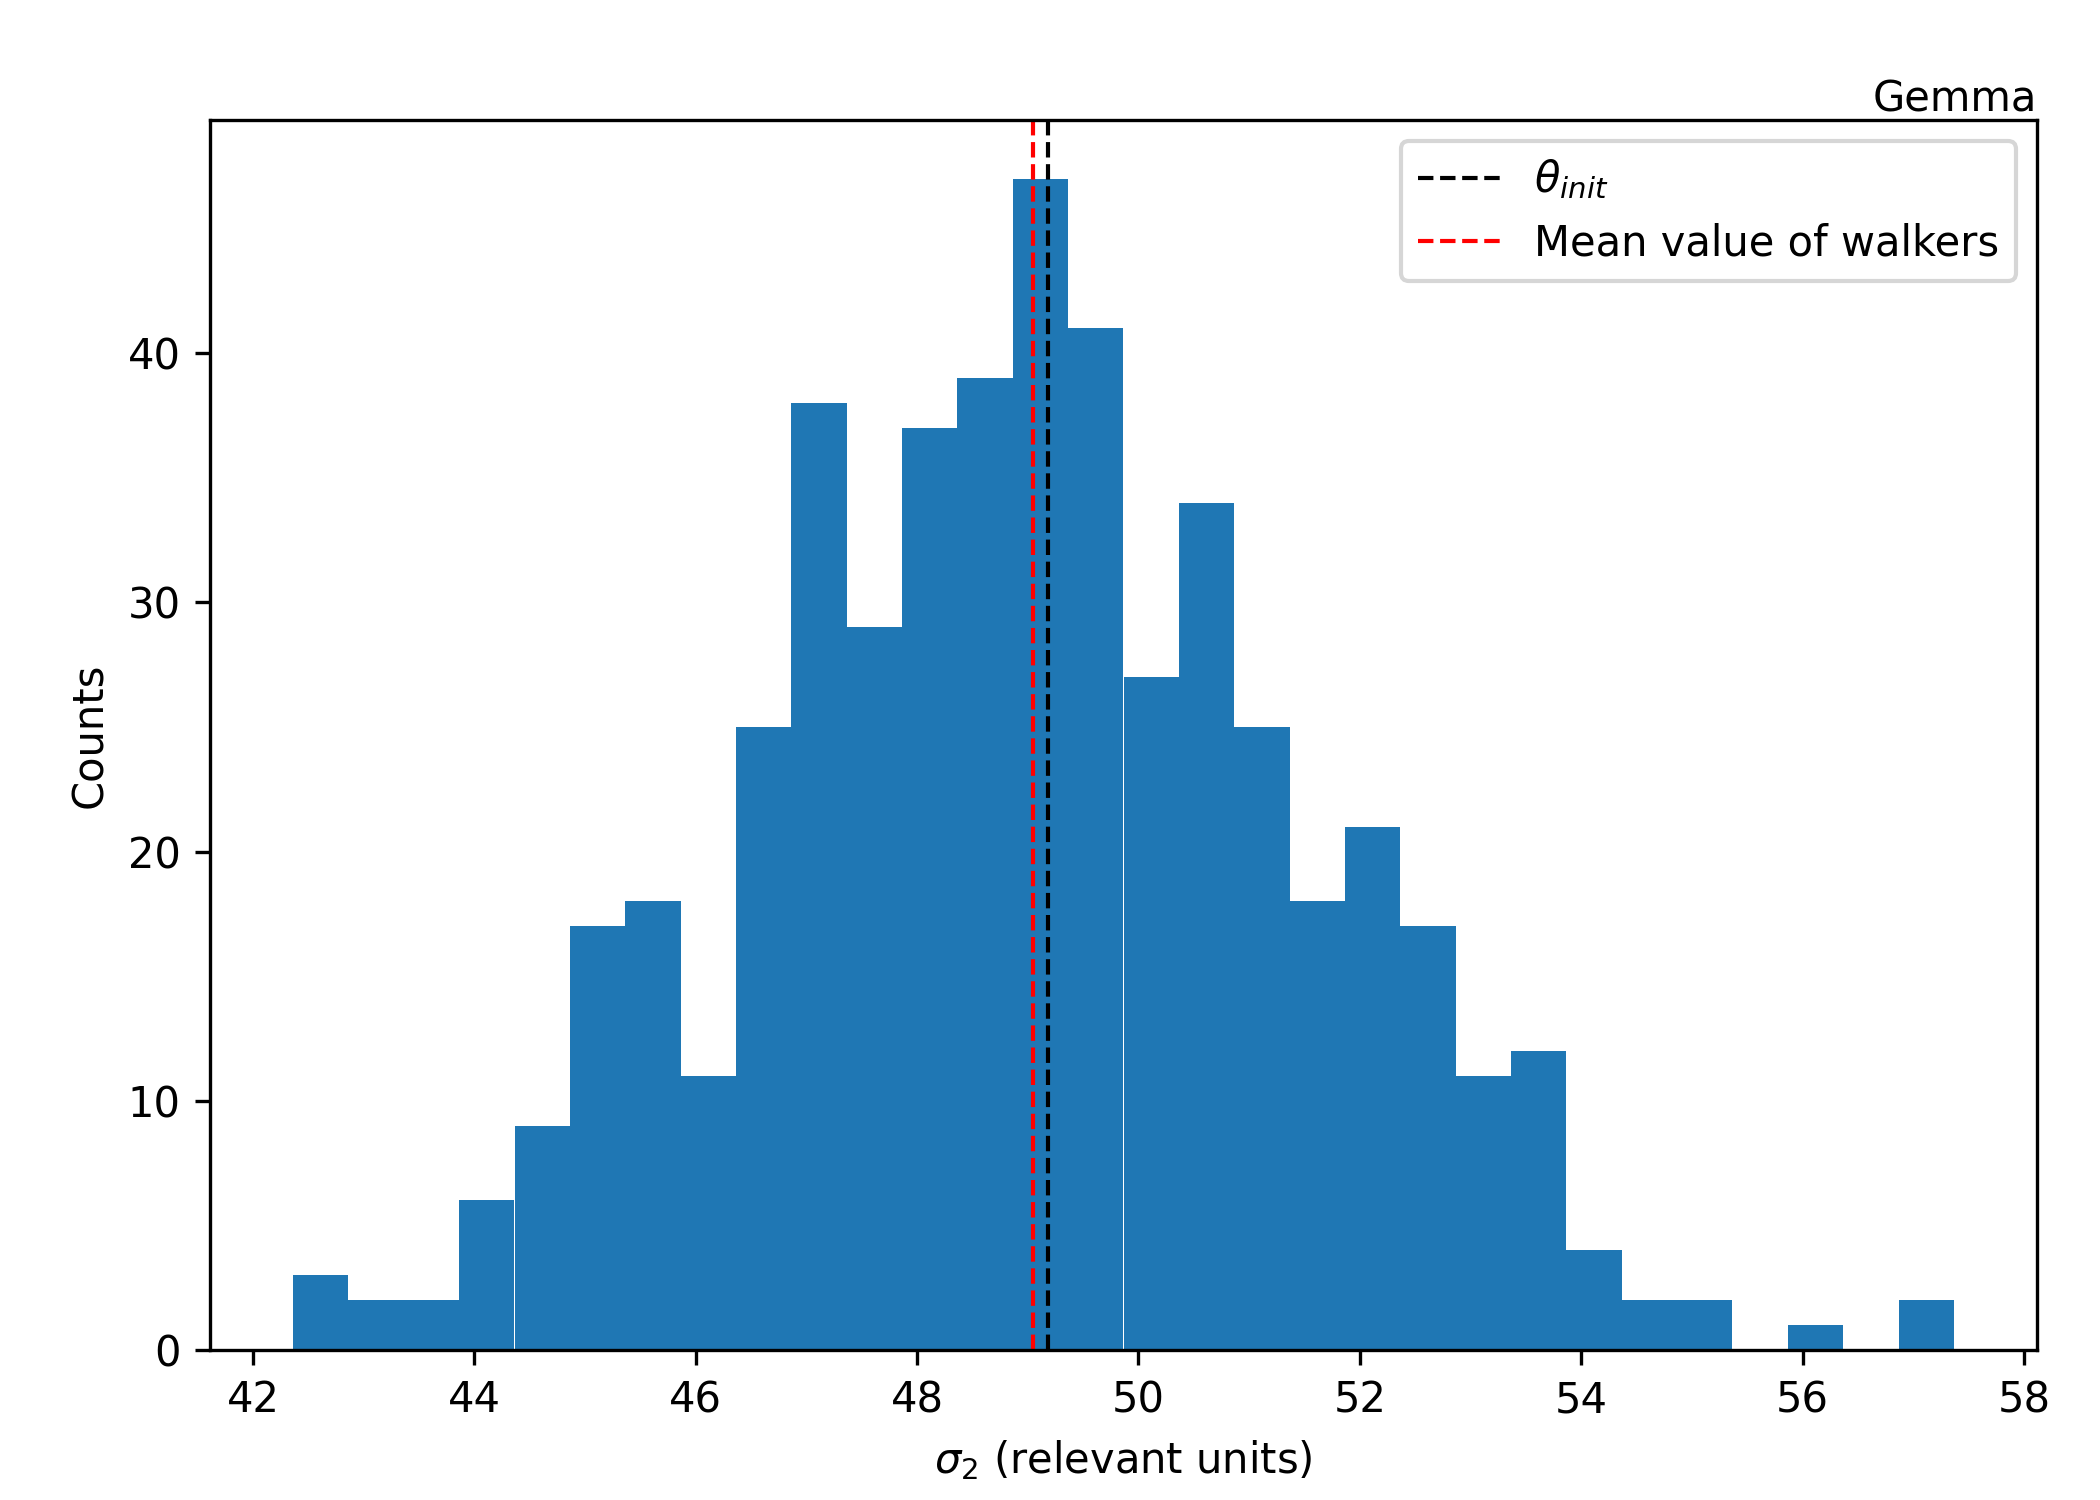 Gemma
θinit
Mean value of walkers
Counts
40
30
20
10
0
42 44 46 48 50 52 54 56 58
σ2 (relevant units)